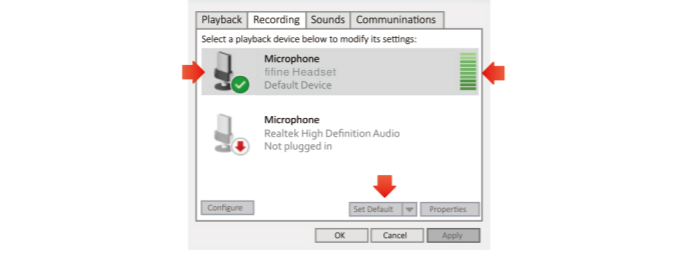 Playback Recording Sounds Communinations
Select a playback device below to modify its settings:
Microphone
fifine Headset
Default Device
Microphone
Realtek High Definition Audio
Not plugged in
Configure Set Default Properties
OK Cancel Apply